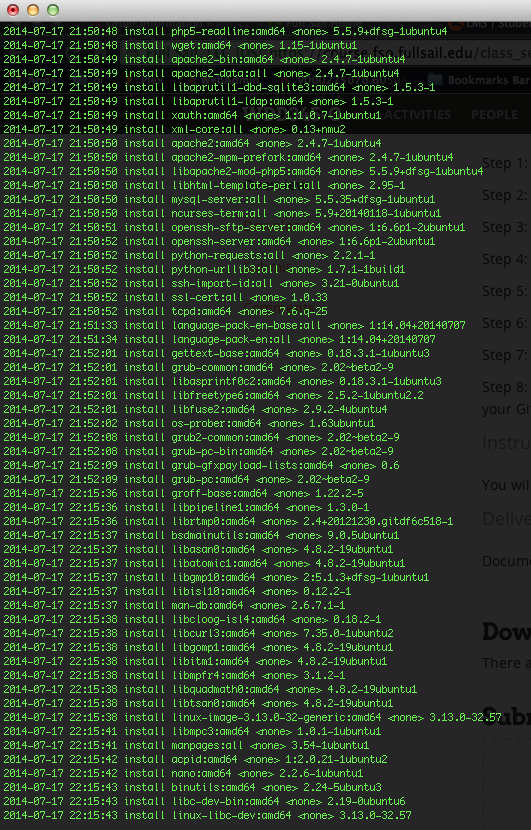 2014-07-17 21:50:48 install php5-readline:amd64 <none> 5.5.9+dfsg-1ubuntu4
2014-07-17 21:50:48 install wget:amd64 <none> 1.15-1ubuntu1
2014-07-17 21:50:49 install apache2-bin:amd64 <none> 2.4.7-1ubuntu4
2014-07-17 21:50:49 install apache2-data:all <none> 2.4.7-1ubuntu4
2014-07-17 21:50:49 install libaprutil1-dbd-sqlite3:amd64 <none> 1.5.3-1
2014-07-17 21:50:49 install libaprutil1-ldap:amd64 <none> 1.5.3-1
2014-07-17 21:50:49 install xauth:amd64 <none> 1:1.0.7-1ubuntu1
2014-07-17 21:50:49 install xml-core:all <none> 0.13+nmu2
2014-07-17 21:50:50 install apache2:amd64 <none> 2.4.7-1ubuntu4
2014-07-17 21:50:50 install apache2-mpm-prefork:amd64 <none> 2.4.7-1ubuntu4
2014-07-17 21:50:50 install libapache2-mod-php5:amd64 <none> 5.5.9+dfsg-1ubuntu4
2014-07-17 21:50:50 install libhtml-template-perl:all <none> 2.95-1
2014-07-17 21:50:50 install mysql-server:all <none> 5.5.35+dfsg-1ubuntu1
2014-07-17 21:50:50 install ncurses-term:all <none> 5.9+20140118-1ubuntu1
2014-07-17 21:50:51 install openssh-sftp-server:amd64 <none> 1:6.6p1-2ubuntu1
2014-07-17 21:50:52 install openssh-server:amd64 <none> 1:6.6p1-2ubuntu1
2014-07-17 21:50:52 install python-requests:all <none> 2.2.1-1
2014-07-17 21:50:52 install python-urllib3:all <none> 1.7.1-1build1
2014-07-17 21:50:52 install ssh-import-id:all <none> 3.21-0ubuntu1
2014-07-17 21:50:52 install ssl-cert:all <none> 1.0.33
2014-07-17 21:50:52 install tcpd:amd64 <none> 7.6.q-25
2014-07-17 21:51:33 install language-pack-en-base:all <none> 1:14.04+20140707
2014-07-17 21:51:34 install language-pack-en:all <none> 1:14.04+20140707
2014-07-17 21:52:01 install gettext-base:amd64 <none> 0.18.3.1-1ubuntu3
2014-07-17 21:52:01 install grub-common:amd64 <none> 2.02~beta2-9
2014-07-17 21:52:01 install libasprintf0c2:amd64 <none> 0.18.3.1-1ubuntu3
2014-07-17 21:52:01 install libfreetype6:amd64 <none> 2.5.2-1ubuntu2.2
2014-07-17 21:52:01 install libfuse2:amd64 <none> 2.9.2-4ubuntu4
2014-07-17 21:52:02 install os-prober:amd64 <none> 1.63ubuntu1
2014-07-17 21:52:08 install grub2-common:amd64 <none> 2.02~beta2-9
2014-07-17 21:52:08 install grub-pc-bin:amd64 <none> 2.02~beta2-9
2014-07-17 21:52:09 install grub-gfxpayload-lists:amd64 <none> 0.6
2014-07-17 21:52:09 install grub-pc:amd64 <none> 2.02~beta2-9
2014-07-17 22:15:36 install groff-base:amd64 <none> 1.22.2-5
2014-07-17 22:15:36 install libpipeline1:amd64 <none> 1.3.0-1
2014-07-17 22:15:36 install librtmp0:amd64 <none> 2.4+20121230.gitdf6c518-1
2014-07-17 22:15:37 install bsdmainutils:amd64 <none> 9.0.5ubuntu1
2014-07-17 22:15:37 install libasan0:amd64 <none> 4.8.2-19ubuntu1
2014-07-17 22:15:37 install libatomic1:amd64 <none> 4.8.2-19ubuntu1
2014-07-17 22:15:37 install libgmp10:amd64 <none> 2:5.1.3+dfsg-1ubuntu1
2014-07-17 22:15:37 install libisl10:amd64 <none> 0.12.2-1
2014-07-17 22:15:37 install man-db:amd64 <none> 2.6.7.1-1
2014-07-17 22:15:38 install libcloog-isl4:amd64 <none> 0.18.2-1
2014-07-17 22:15:38 install libcurl3:amd64 <none> 7.35.0-1ubuntu2
2014-07-17 22:15:38 install libgomp1:amd64 <none> 4.8.2-19ubuntu1
2014-07-17 22:15:38 install libitm1:amd64 <none> 4.8.2-19ubuntu1
2014-07-17 22:15:38 install libmpfr4:amd64 <none> 3.1.2-1
2014-07-17 22:15:38 install libquadmath0:amd64 <none> 4.8.2-19ubuntu1
2014-07-17 22:15:38 install libtsan0:amd64 <none> 4.8.2-19ubuntu1
2014-07-17 22:15:38 install linux-image-3.13.0-32-generic:amd64 <none> 3.13.0-32.57
2014-07-17 22:15:41 install libmpc3:amd64 <none> 1.0.1-1ubuntu1
2014-07-17 22:15:41 install manpages:all <none> 3.54-1ubuntu1
2014-07-17 22:15:42 install acpid:amd64 <none> 1:2.0.21-1ubuntu2
2014-07-17 22:15:42 install nano:amd64 <none> 2.2.6-1ubuntu1
2014-07-17 22:15:43 install binutils:amd64 <none> 2.24-5ubuntu3
2014-07-17 22:15:43 install libc-dev-bin:amd64 <none> 2.19-0ubuntu6
2014-07-17 22:15:43 install linux-libc-dev:amd64 <none> 3.13.0-32.57
fso.fullsail.edu/class_se
Bookmarks Bar
ACTIVITIES PEOPLE
Step 1:
Step 2:
Step 3:
Step 4:
Step 5:
Step 6:
Step 7:
Step 8:
your Gi
Instru
You wil
Delive
Docume
Dow
There a
Subm